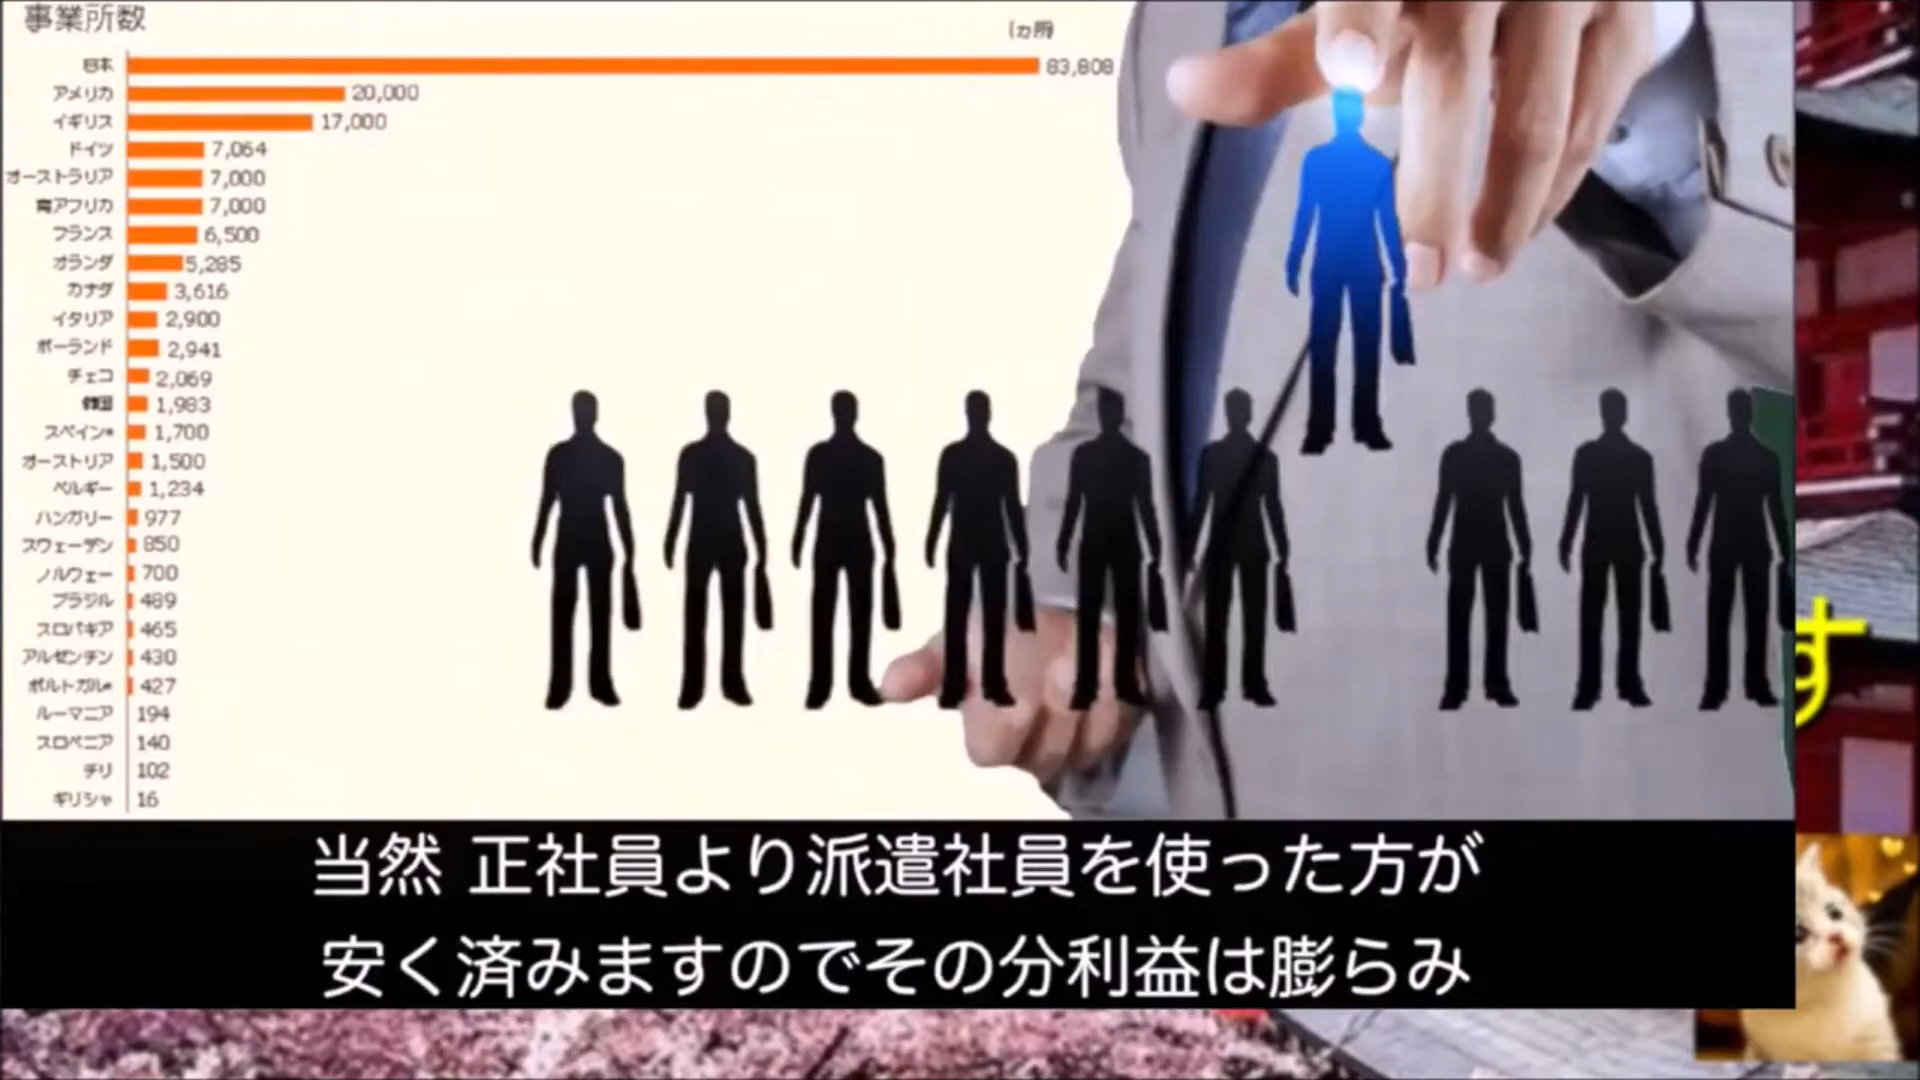 事業所数
(ヵ所)
日本 83,808
アメリカ 20,000
イギリス 17,000
ドイツ 7,064
オーストラリア 7,000
南アフリカ 7,000
フランス 6,500
オランダ 5,285
カナダ 3,616
イタリア 2,900
ポーランド 2,941
チェコ 2,069
韓国 1,983
スペイン* 1,700
オーストリア 1,500
ベルギー 1,234
ハンガリー 977
スウェーデン 850
ノルウェー 700
ブラジル 489
スロバキア 465
アルゼンチン 430
ポルトガル* 427
ルーマニア 194
スロベニア 140
チリ 102
ギリシャ 16
す
当然 正社員より派遣社員を使った方が
安く済みますのでその分利益は膨らみ